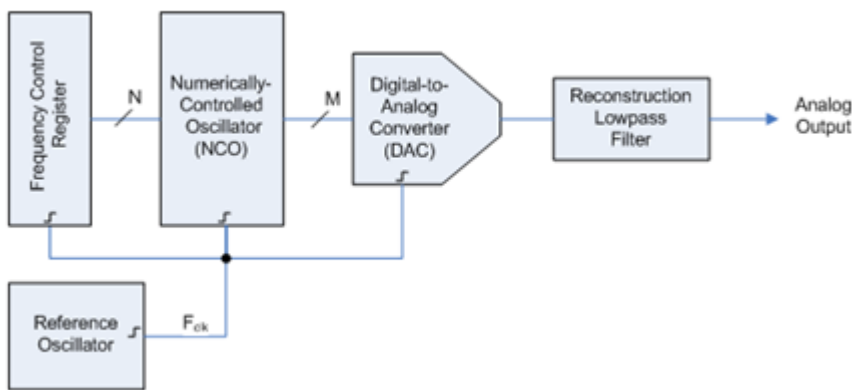 Frequency Control
Register
N
Numerically-
Controlled
Oscillator
(NCO)
M
Digital-to-
Analog
Converter
(DAC)
Reconstruction
Lowpass
Filter
Analog
Output
Reference
Oscillator
Fclk